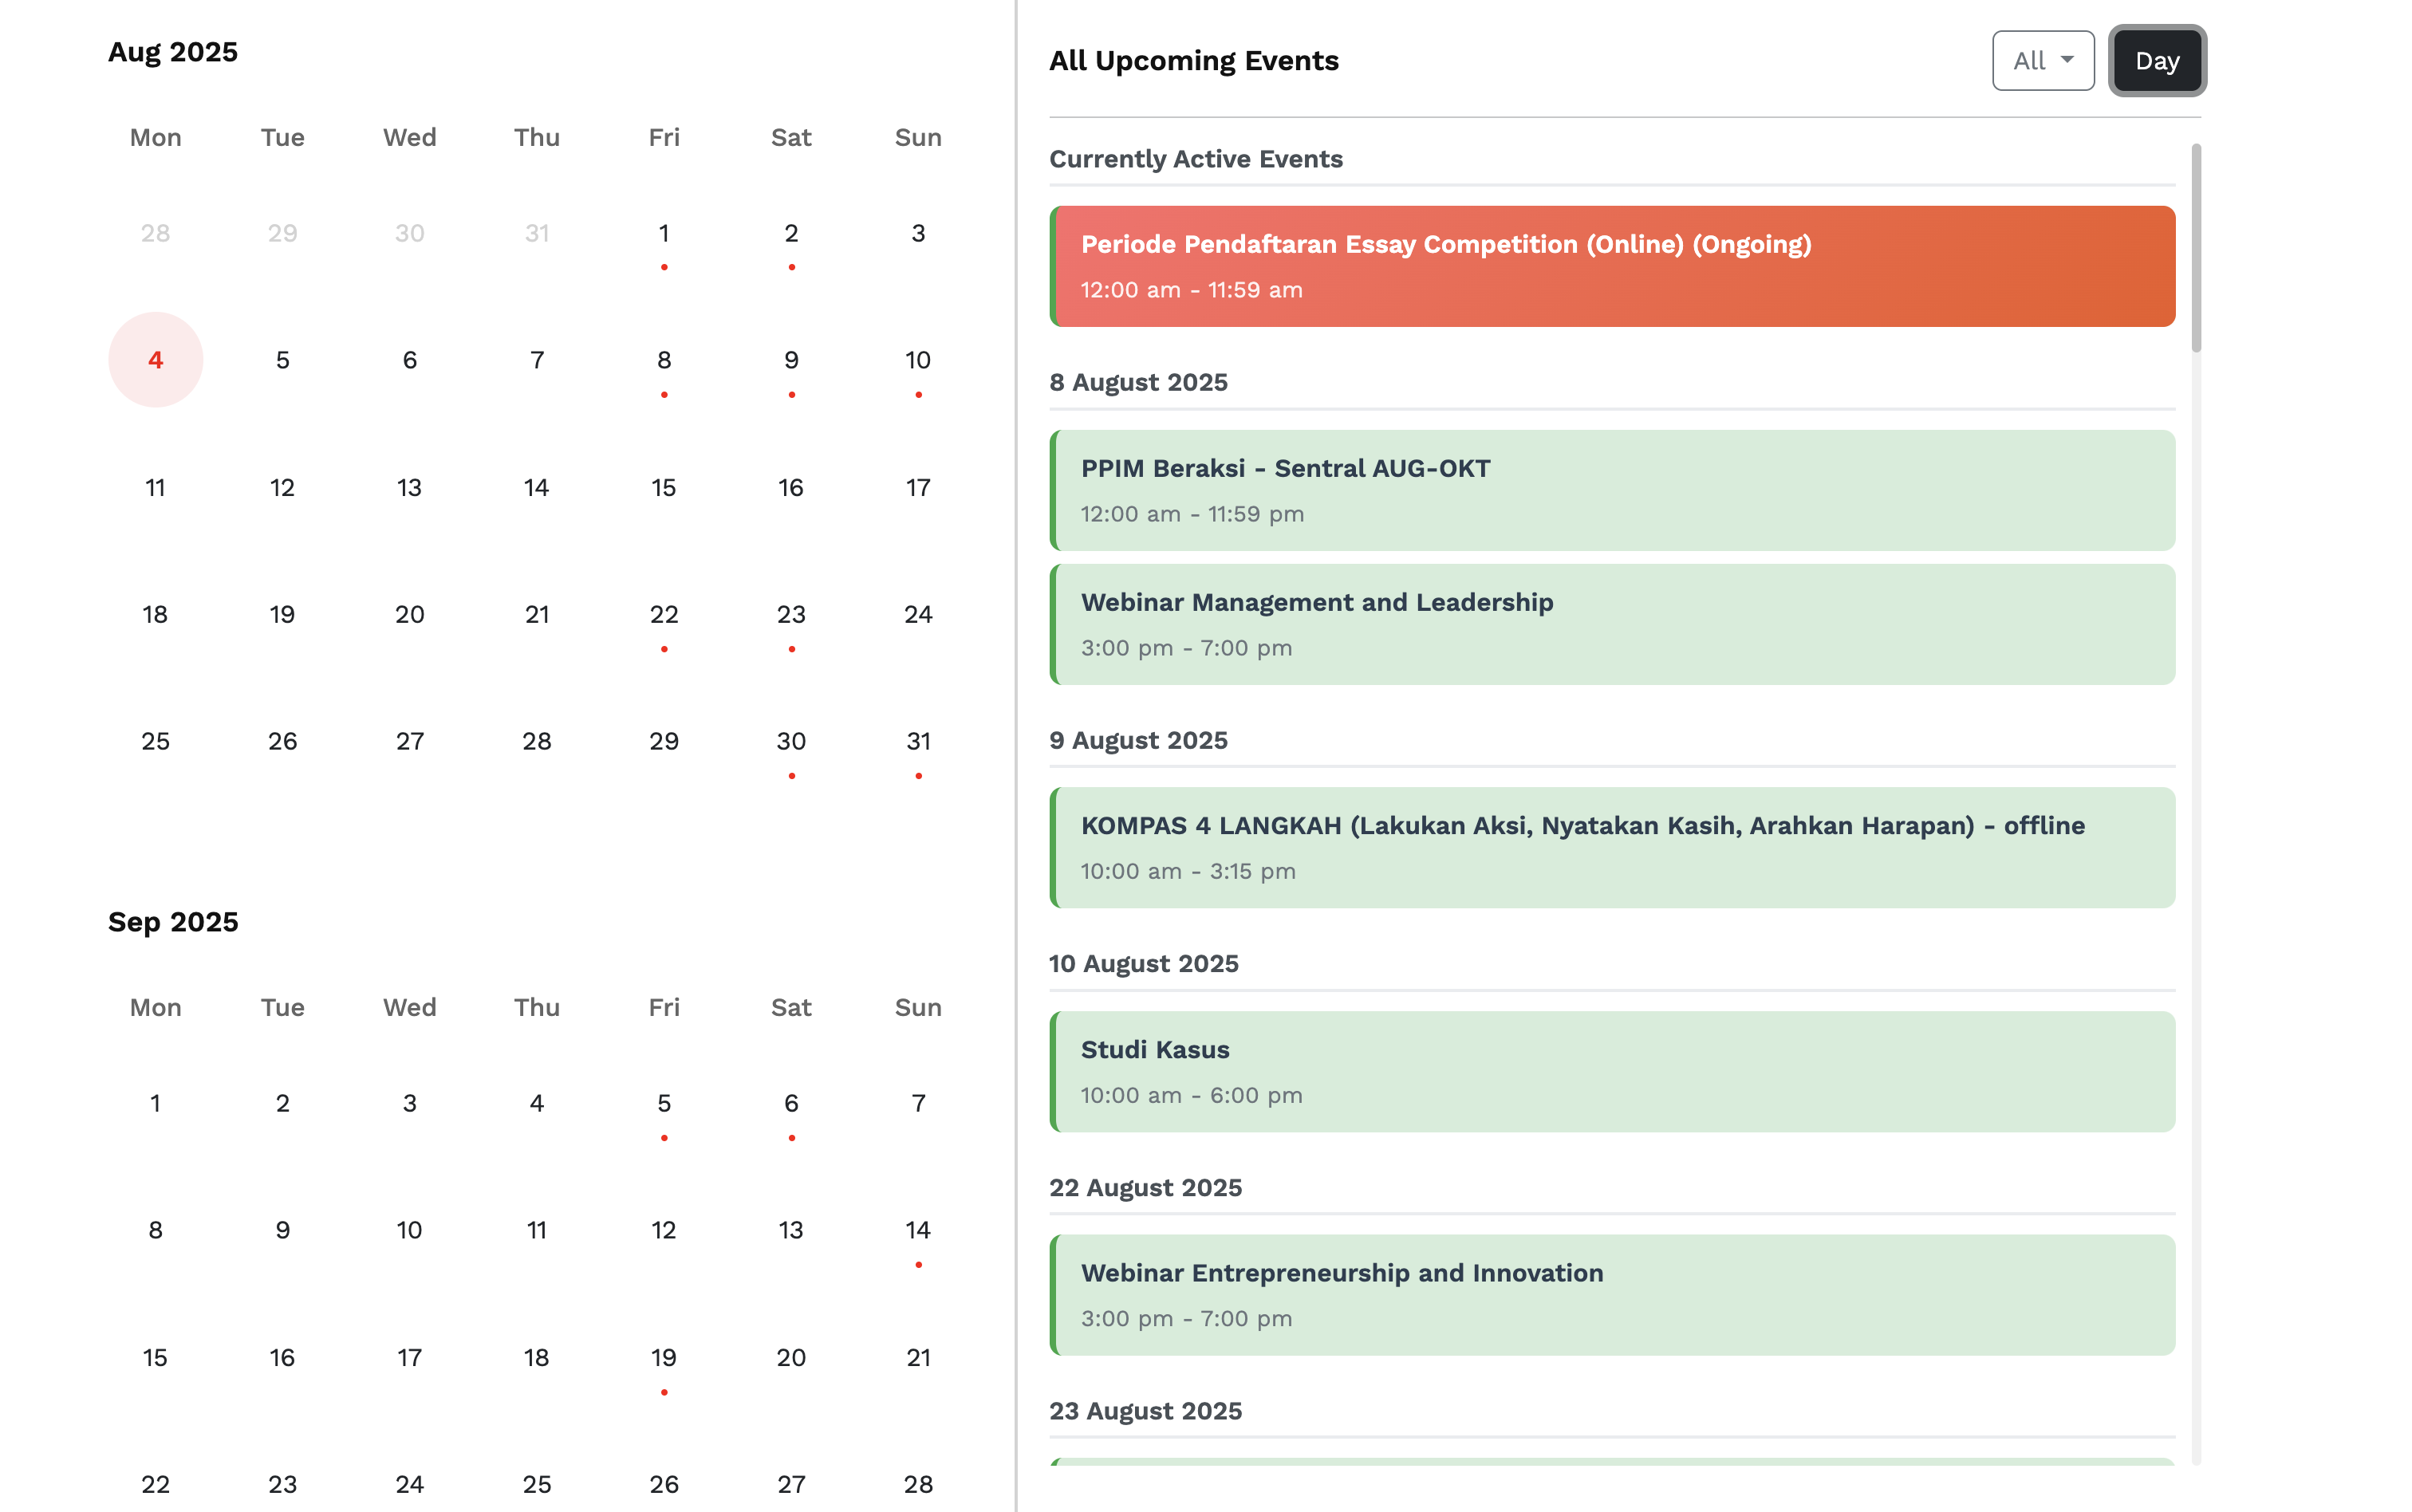 Aug 2025
Mon Tue Wed Thu Fri Sat Sun
28 29 30 31 1 2 3
4 5 6 7 8 9 10
11 12 13 14 15 16 17
18 19 20 21 22 23 24
25 26 27 28 29 30 31
Sep 2025
Mon Tue Wed Thu Fri Sat Sun
1 2 3 4 5 6 7
8 9 10 11 12 13 14
15 16 17 18 19 20 21
22 23 24 25 26 27 28
All Upcoming Events
All
Day
Currently Active Events
Periode Pendaftaran Essay Competition (Online) (Ongoing)
12:00 am - 11:59 am
8 August 2025
PPIM Beraksi - Sentral AUG-OKT
12:00 am - 11:59 pm
Webinar Management and Leadership
3:00 pm - 7:00 pm
9 August 2025
KOMPAS 4 LANGKAH (Lakukan Aksi, Nyatakan Kasih, Arahkan Harapan) - offline
10:00 am - 3:15 pm
10 August 2025
Studi Kasus
10:00 am - 6:00 pm
22 August 2025
Webinar Entrepreneurship and Innovation
3:00 pm - 7:00 pm
23 August 2025